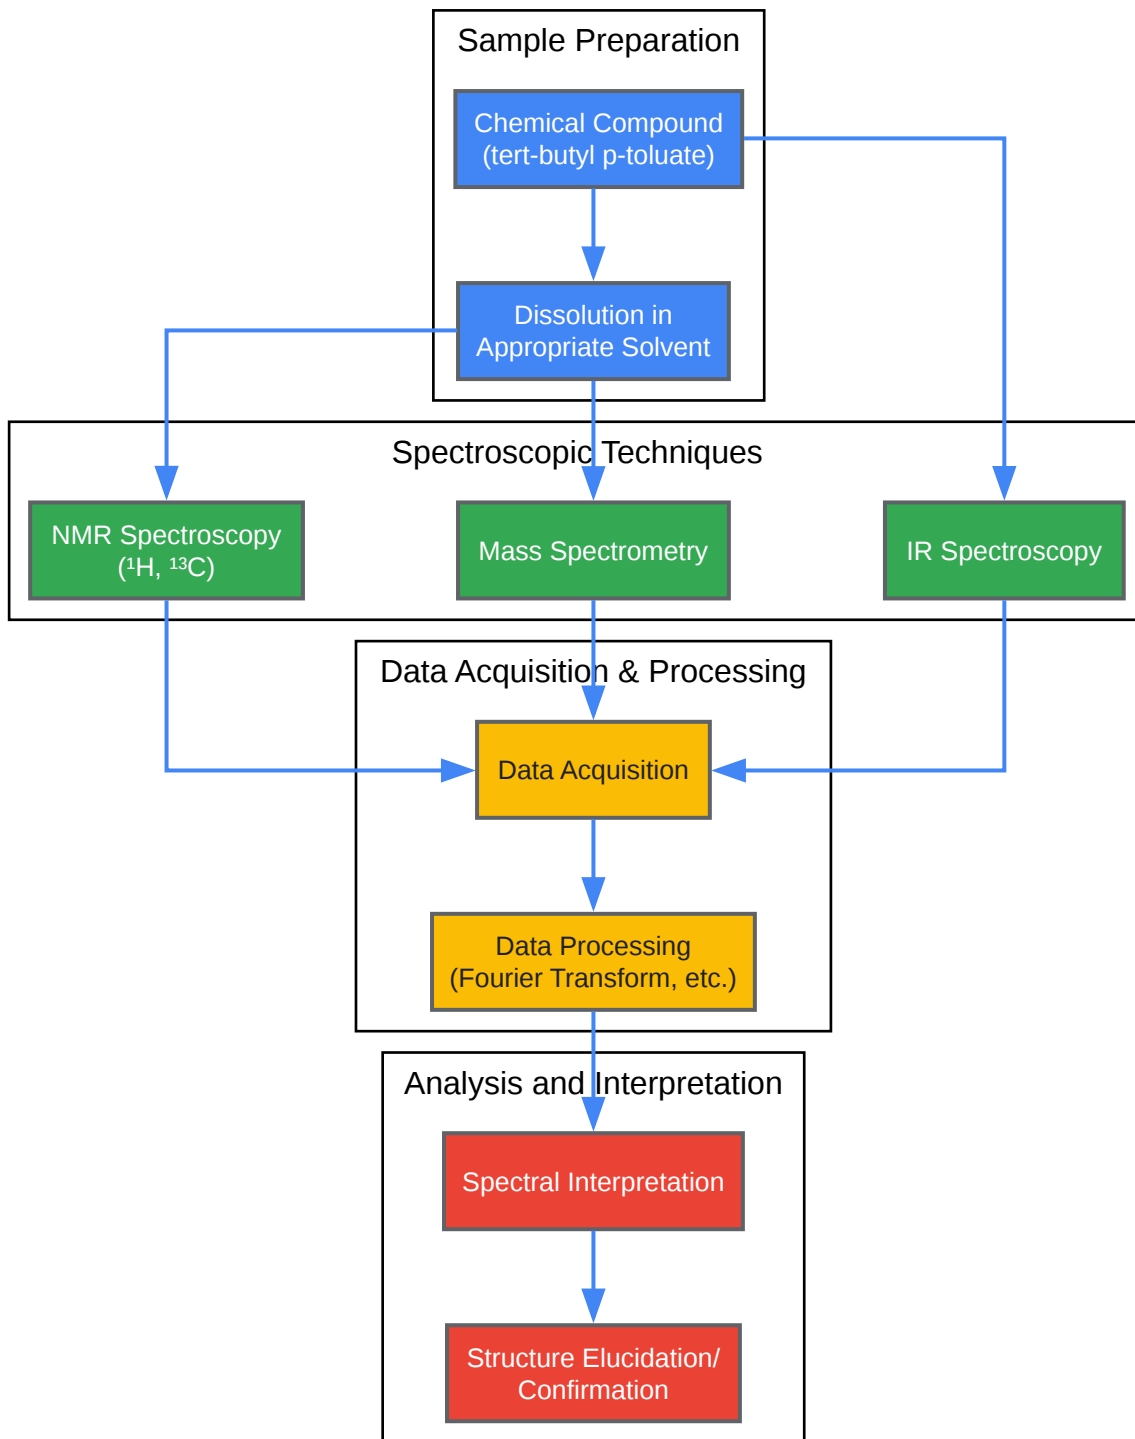 Sample Preparation
Chemical Compound
(tert-butyl p-toluate)
Dissolution in
Appropriate Solvent
Spectroscopic Techniques
NMR Spectroscopy
(¹H, ¹³C)
Mass Spectrometry
IR Spectroscopy
Data Acquisition & Processing
Data Acquisition
Data Processing
(Fourier Transform, etc.)
Analysis and Interpretation
Spectral Interpretation
Structure Elucidation/
Confirmation